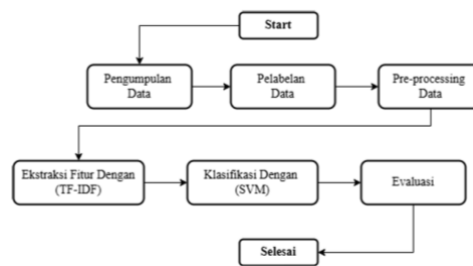 Start
Pengumpulan
Data
Pelabelan
Data
Pre-processing
Data
Ekstraksi Fitur Dengan
(TF-IDF)
Klasifikasi Dengan
(SVM)
Evaluasi
Selesai